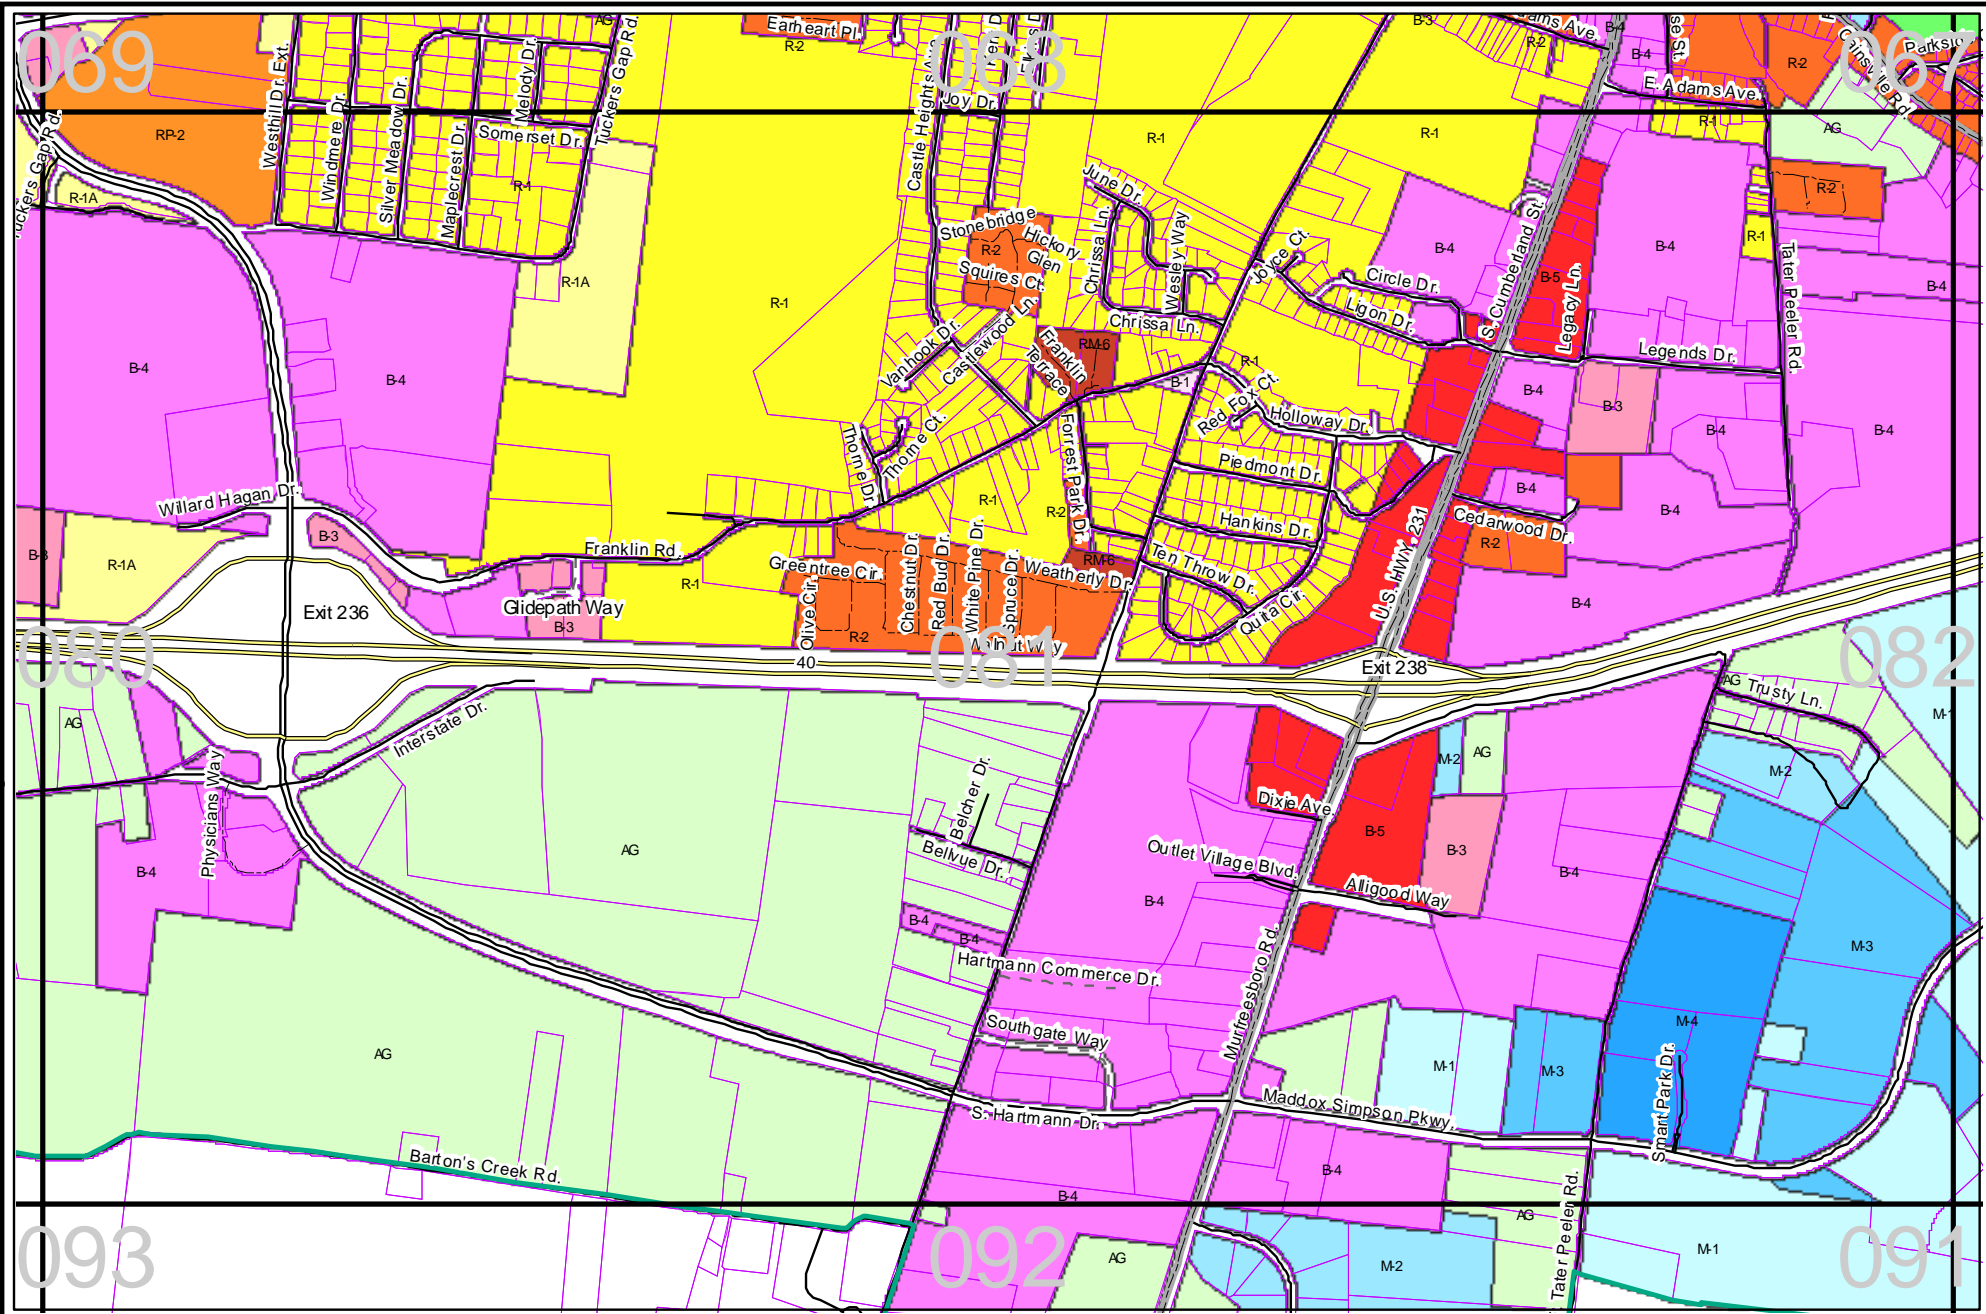 069
068
067
Earheart Pl.
R-2
AG
B-3
R-2
B-4
B-4
R-2
Parksid
Gainsville Rd.
E. Adams Ave.
R-1
AG
Westhill Dr. Ext.
Windmere Dr.
Silver Meadow Dr.
Maplecrest Dr.
Melody Dr.
Somerset Dr.
Tuckers Gap Rd.
Castle Heights Ave
Joy Dr.
RP-2
R-1A
R-1
R-1A
R-1
R-1
R-1
June Dr.
Chrissa Ln.
Wesley Way
Chrissa Ln.
Stonebridge
R-2
Hickory
Glen
Squires Ct.
Castlewood Ln.
Vanhook Dr.
Franklin
Terrace
RM-6
B-1
Joyce Ct.
Circle Dr.
Ligon Dr.
S. Cumberland St.
B-4
B-5
Legacy Ln.
B-4
R-2
R-1
Tater Peeler Rd.
B-4
Legends Dr.
B-4
B-3
B-4
B-4
R-1
Red Fox Ct.
Holloway Dr.
Piedmont Dr.
Hankins Dr.
Ten Throw Dr.
Quita Cir.
B-4
B-4
Thorne Dr.
Thorne Ct.
Forrest Park Dr.
R-1
R-2
RM-6
Willard Hagan Dr.
B-3
R-1A
B-3
Exit 236
Franklin Rd.
Glidepath Way
B-3
R-1
Greentree Cir.
Olive Cir.
Chestnut Dr.
Red Bud Dr.
White Pine Dr.
Spruce Dr.
Weatherly Dr.
R-2
Walnut Way
B-4
Cedarwood Dr.
R-2
B-4
B-4
U.S. HWY. 231
080
081
082
40
Exit 238
AG
Interstate Dr.
Physicians Way
B-4
AG
Belcher Dr.
Bellvue Dr.
B-4
B-4
Hartmann Commerce Dr.
Southgate Way
B-4
Dixie Ave.
Outlet Village Blvd.
Alligood Way
B-5
B-3
M-2
AG
B-4
AG
Trusty Ln.
M-2
M-1
M-3
M-4
Murfreesboro Rd.
M-1
M-3
Smart Park Dr.
AG
S. Hartmann Dr.
Maddox Simpson Pkwy.
Barton's Creek Rd.
B-4
B-4
AG
Tater Peeler Rd.
AG
M-2
M-1
093
092
091